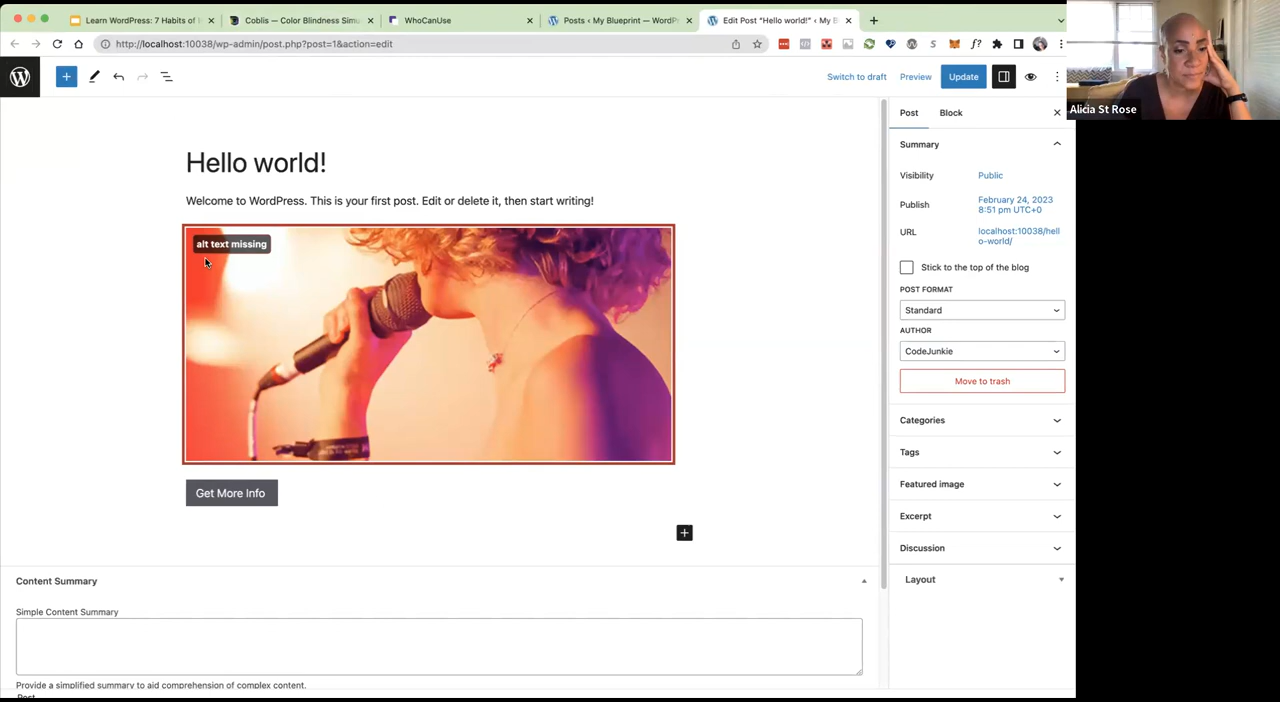 Learn WordPress: 7 Habits of
Coblis — Color Blindness Simu
WhoCanUse
Posts ‹ My Blueprint — WordPr
Edit Post "Hello world!" ‹ My B
http://localhost:10038/wp-admin/post.php?post=1&action=edit
Alicia St Rose
Switch to draft
Preview
Update
Post
Block
Hello world!
Welcome to WordPress. This is your first post. Edit or delete it, then start writing!
alt text missing
Get More Info
Summary
Visibility
Public
Publish
February 24, 2023
8:51 pm UTC+0
URL
localhost:10038/hell
o-world/
Stick to the top of the blog
POST FORMAT
Standard
AUTHOR
CodeJunkie
Move to trash
Categories
Tags
Featured image
Excerpt
Discussion
Layout
Content Summary
Simple Content Summary
Provide a simplified summary to aid comprehension of complex content.
Post